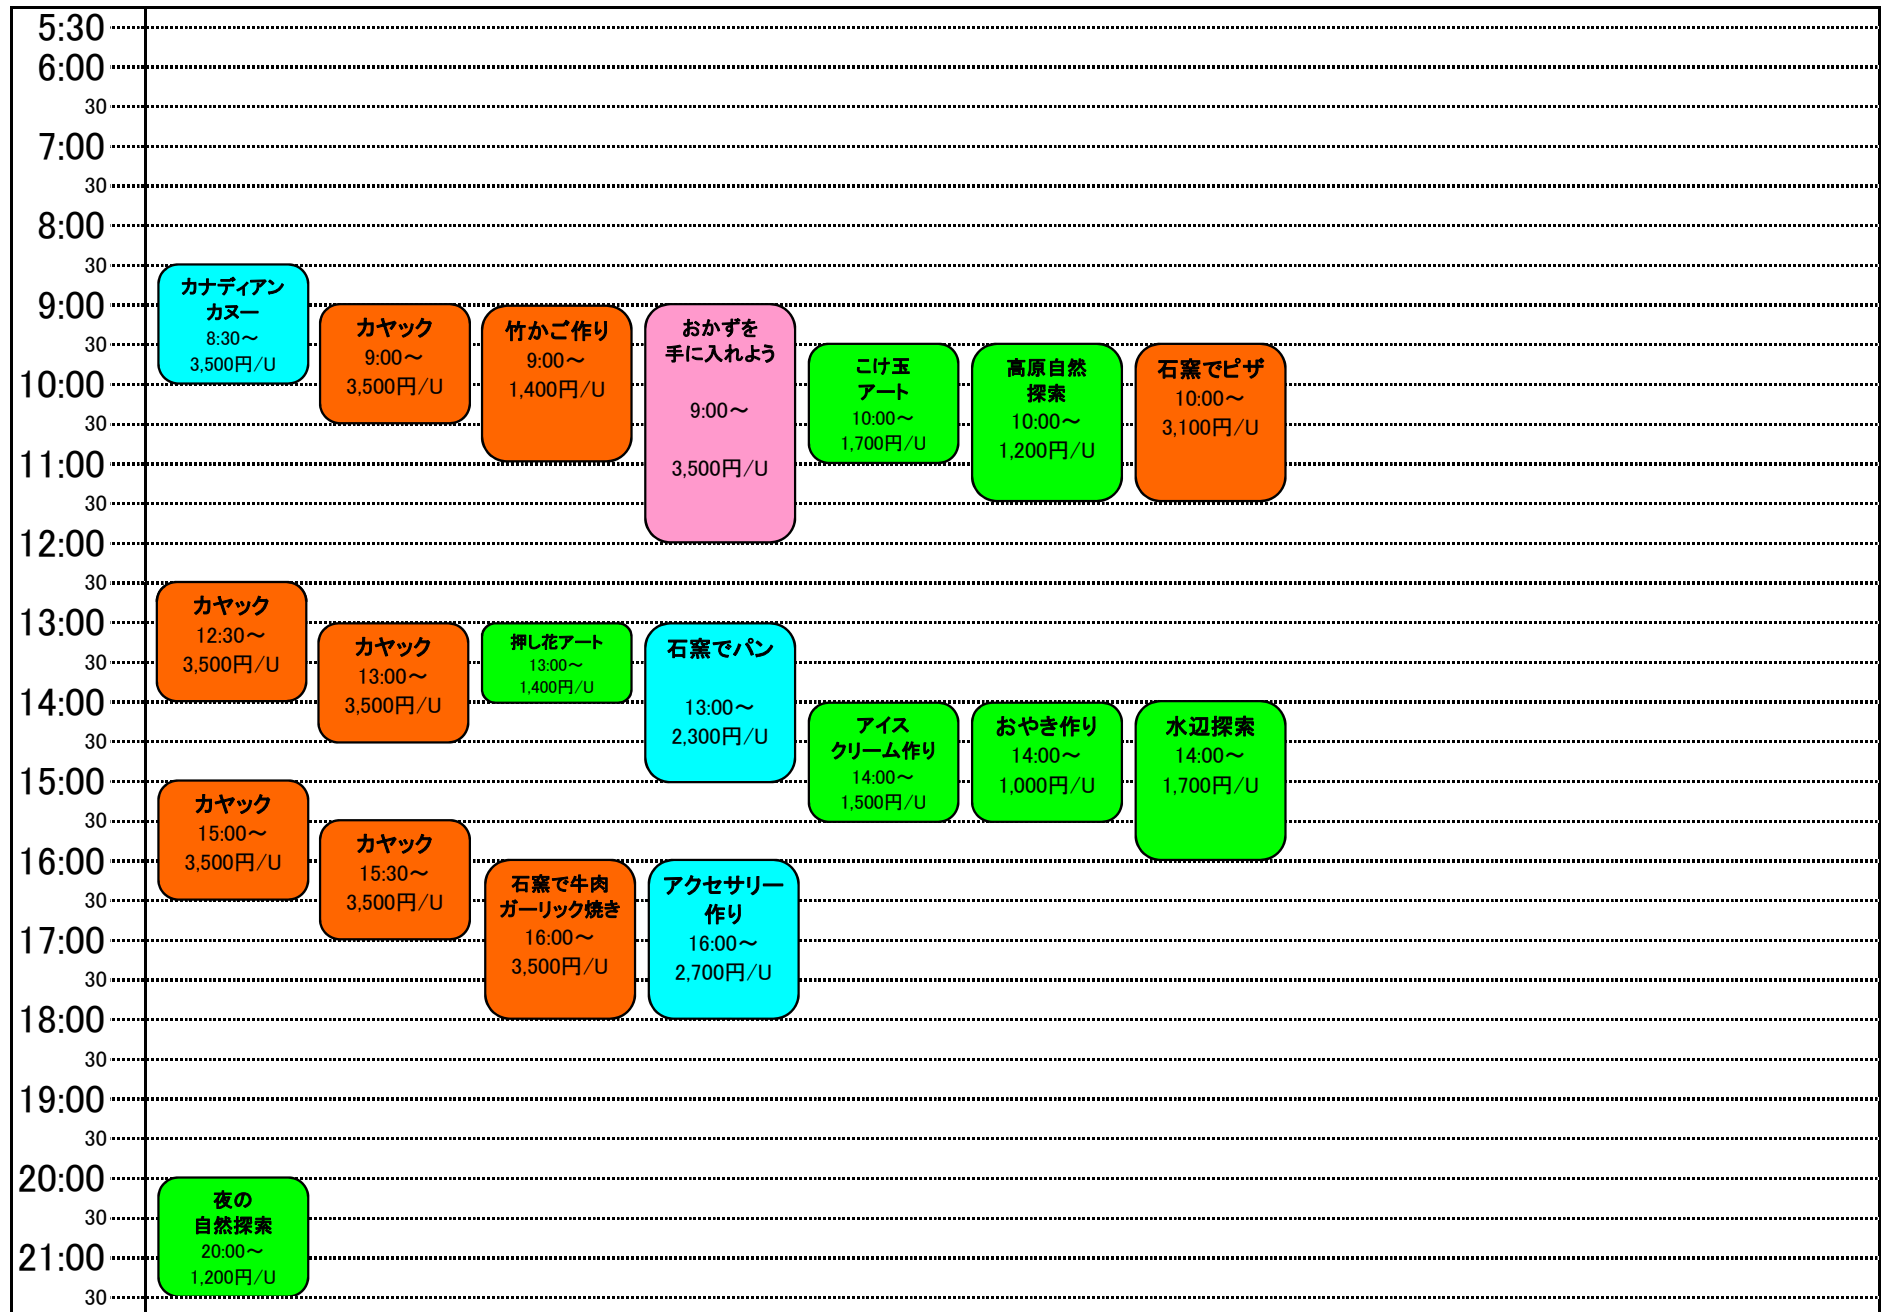 5:30
6:00
30
7:00
30
8:00
30
9:00
30
10:00
30
11:00
30
12:00
30
13:00
30
14:00
30
15:00
30
16:00
30
17:00
30
18:00
30
19:00
30
20:00
30
21:00
30
カナディアン
カヌー
8:30～
3,500円/U
カヤック
9:00～
3,500円/U
竹かご作り
9:00～
1,400円/U
おかずを
手に入れよう
9:00～
3,500円/U
こけ玉
アート
10:00～
1,700円/U
高原自然
探索
10:00～
1,200円/U
石窯でピザ
10:00～
3,100円/U
カヤック
12:30～
3,500円/U
カヤック
13:00～
3,500円/U
押し花アート
13:00～
1,400円/U
石窯でパン
13:00～
2,300円/U
アイス
クリーム作り
14:00～
1,500円/U
おやき作り
14:00～
1,000円/U
水辺探索
14:00～
1,700円/U
カヤック
15:00～
3,500円/U
カヤック
15:30～
3,500円/U
石窯で牛肉
ガーリック焼き
16:00～
3,500円/U
アクセサリー
作り
16:00～
2,700円/U
夜の
自然探索
20:00～
1,200円/U